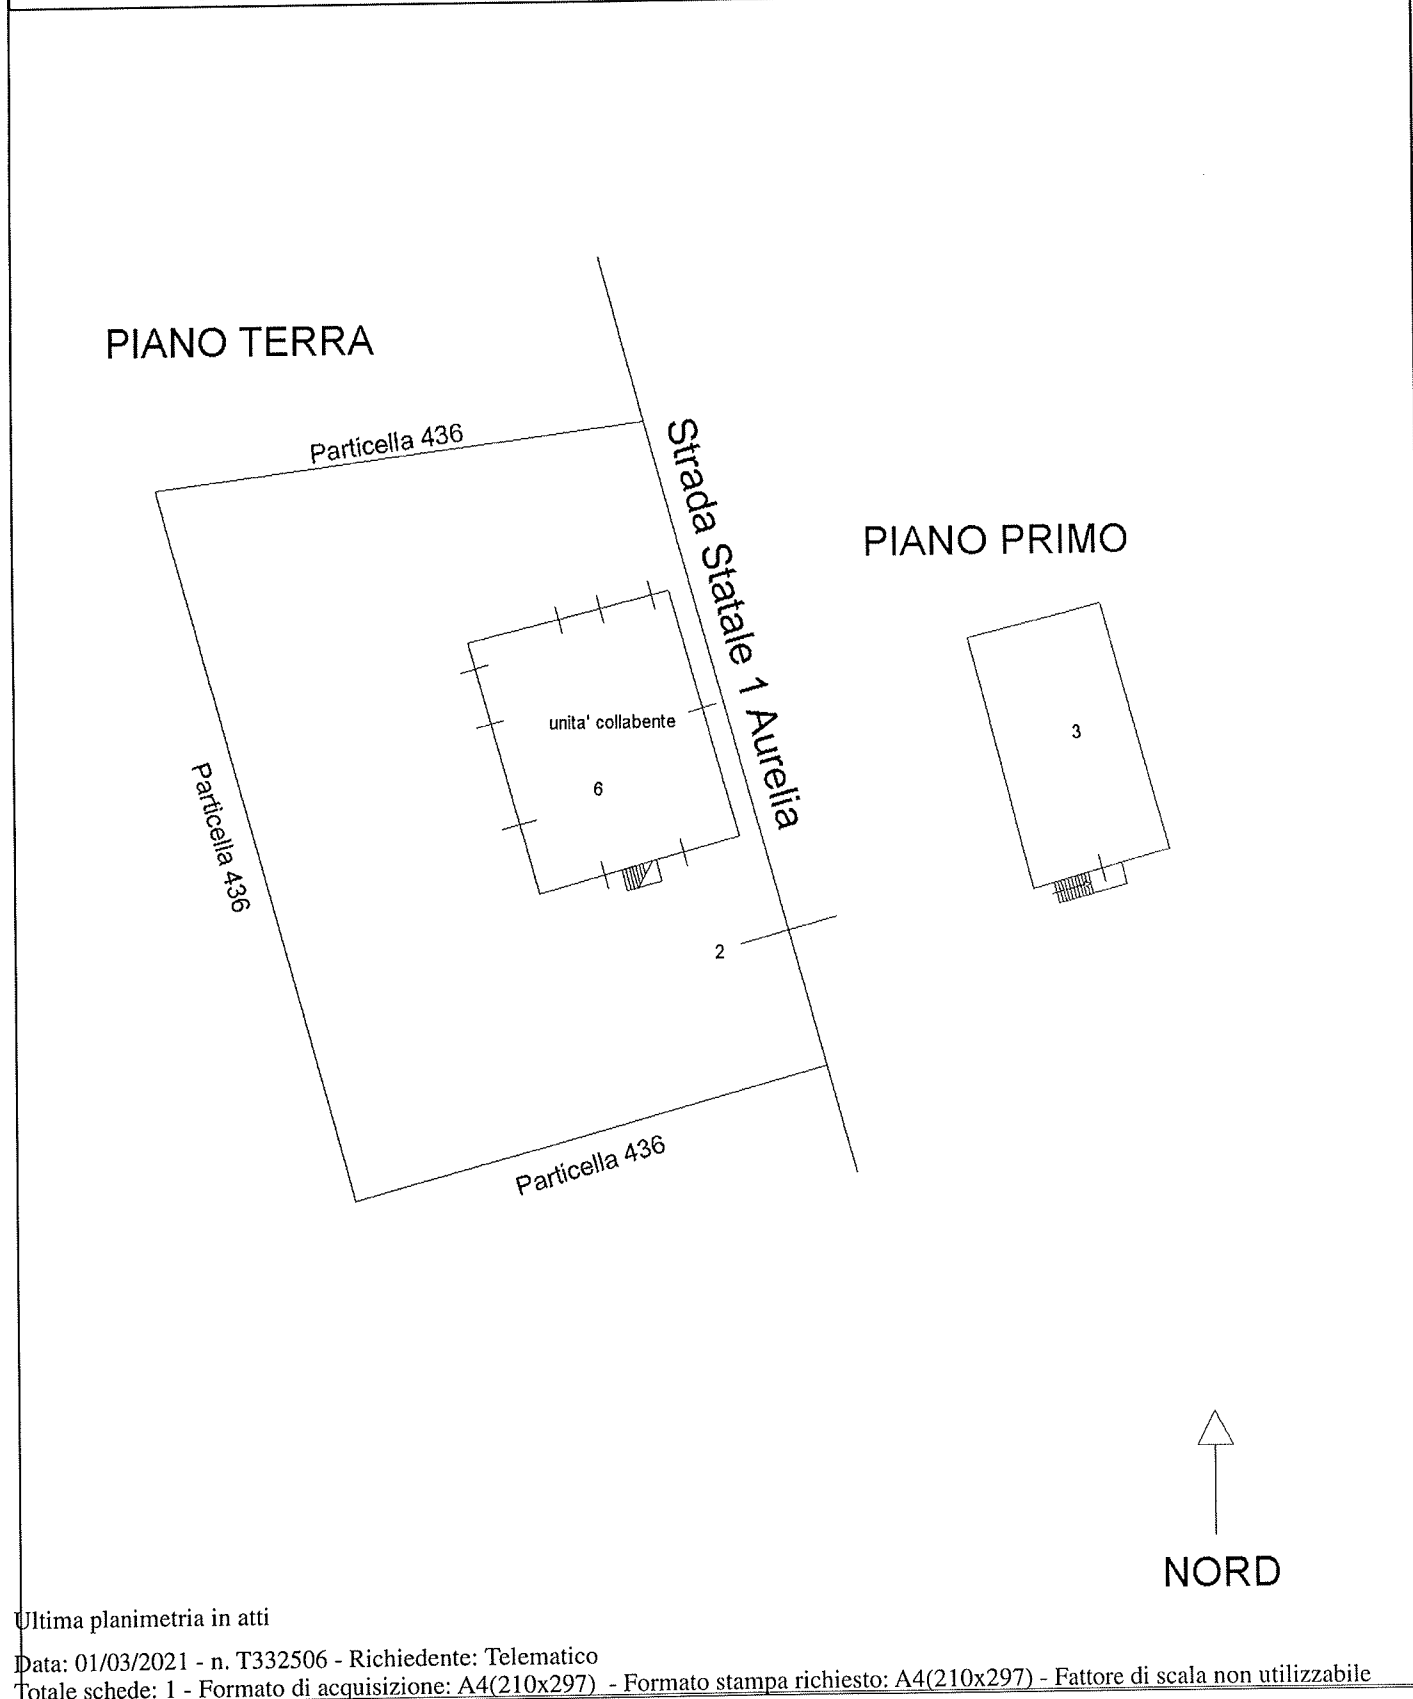 PIANO TERRA
Particella 436
Strada Statale 1 Aurelia
PIANO PRIMO
unita' collabente
6
3
Particella 436
2
Particella 436
NORD
Ultima planimetria in atti
Data: 01/03/2021 - n. T332506 - Richiedente: Telematico
Totale schede: 1 - Formato di acquisizione: A4(210x297) - Formato stampa richiesto: A4(210x297) - Fattore di scala non utilizzabile